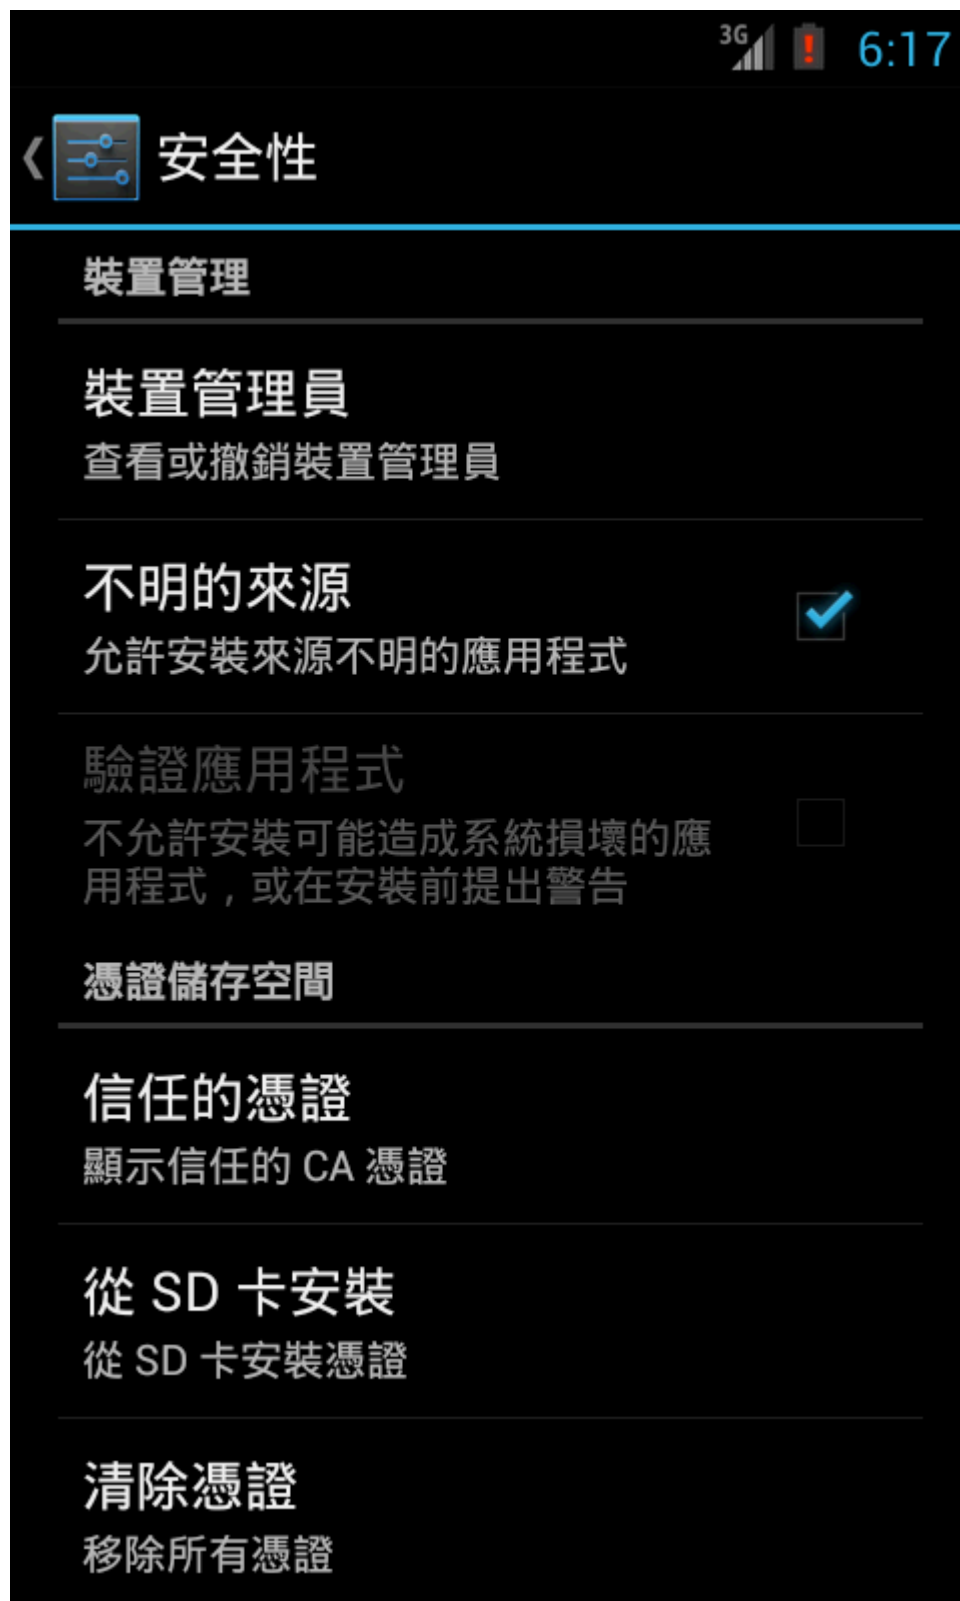 3G 6:17
安全性
裝置管理
裝置管理員
查看或撤銷裝置管理員
不明的來源
允許安裝來源不明的應用程式
驗證應用程式
不允許安裝可能造成系統損壞的應
用程式，或在安裝前提出警告
憑證儲存空間
信任的憑證
顯示信任的 CA 憑證
從 SD 卡安裝
從 SD 卡安裝憑證
清除憑證
移除所有憑證